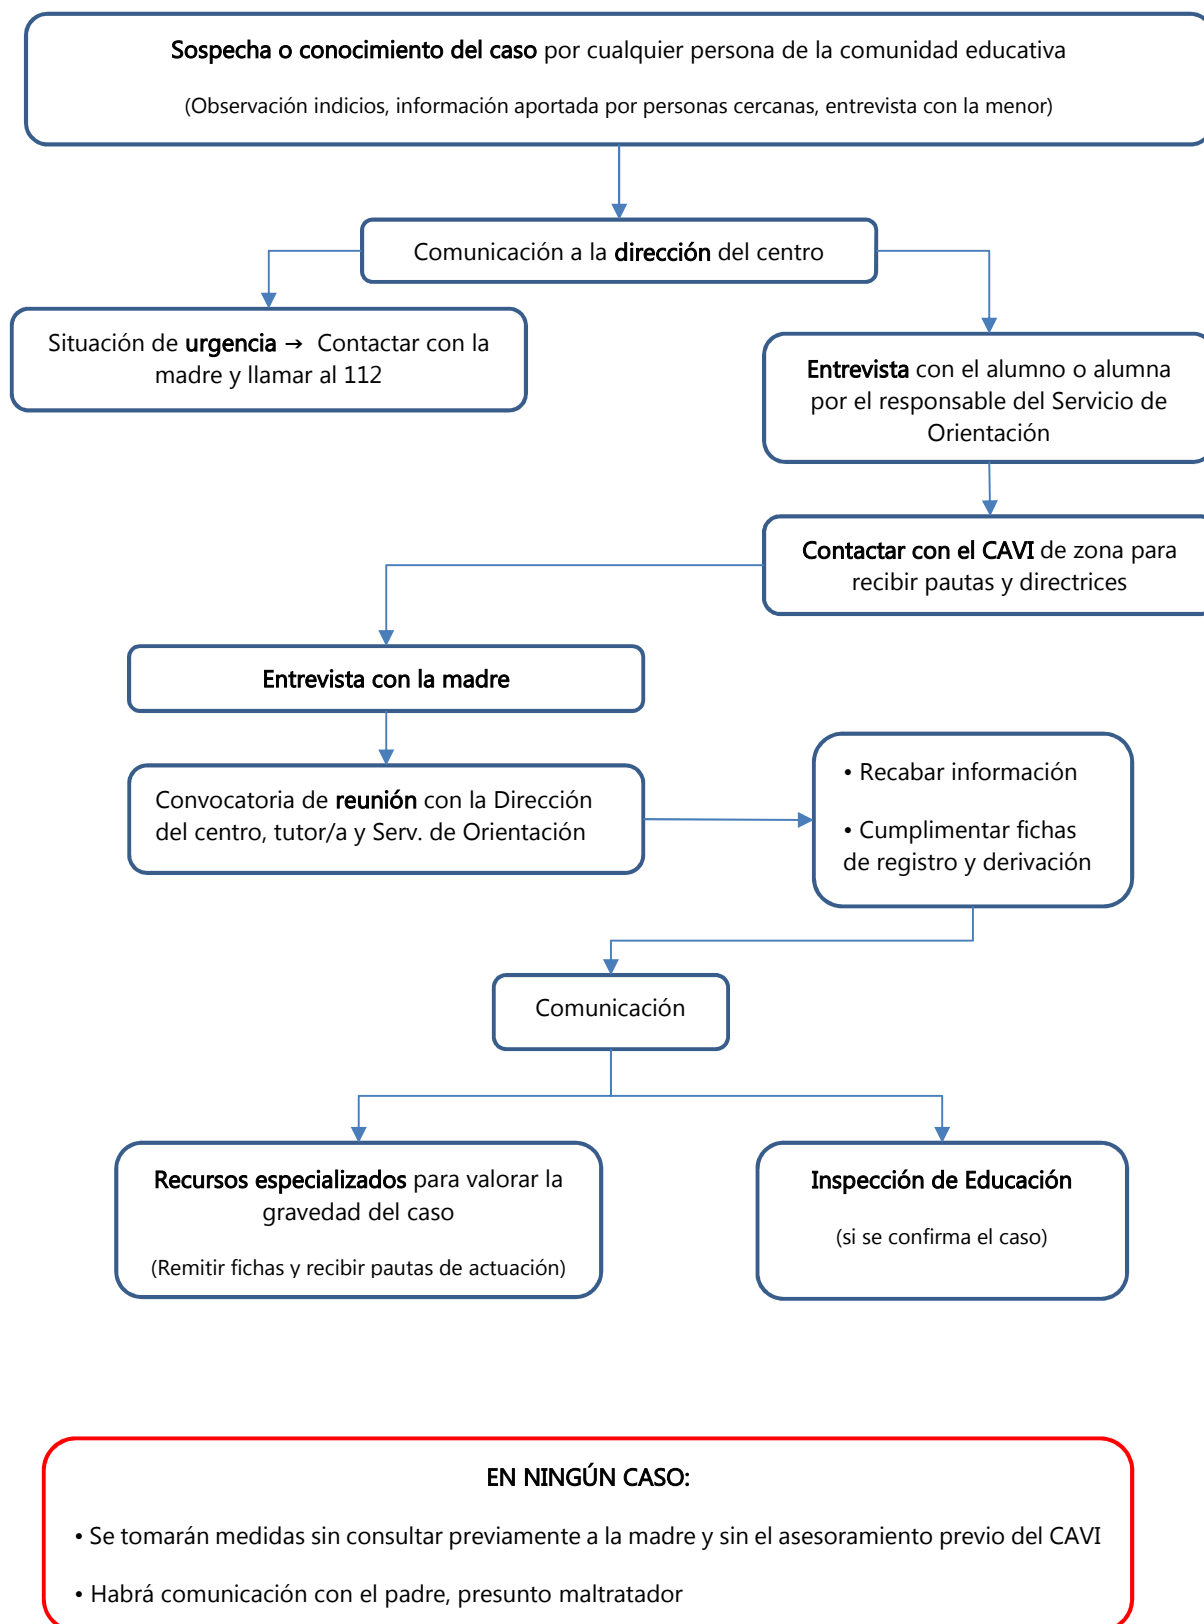 Sospecha o conocimiento del caso por cualquier persona de la comunidad educativa
(Observación indicios, información aportada por personas cercanas, entrevista con la menor)
Comunicación a la dirección del centro
Situación de urgencia → Contactar con la
madre y llamar al 112
Entrevista con el alumno o alumna
por el responsable del Servicio de
Orientación
Contactar con el CAVI de zona para
recibir pautas y directrices
Entrevista con la madre
Convocatoria de reunión con la Dirección
del centro, tutor/a y Serv. de Orientación
• Recabar información
• Cumplimentar fichas
de registro y derivación
Comunicación
Recursos especializados para valorar la
gravedad del caso
(Remitir fichas y recibir pautas de actuación)
Inspección de Educación
(si se confirma el caso)
EN NINGÚN CASO:
• Se tomarán medidas sin consultar previamente a la madre y sin el asesoramiento previo del CAVI
• Habrá comunicación con el padre, presunto maltratador